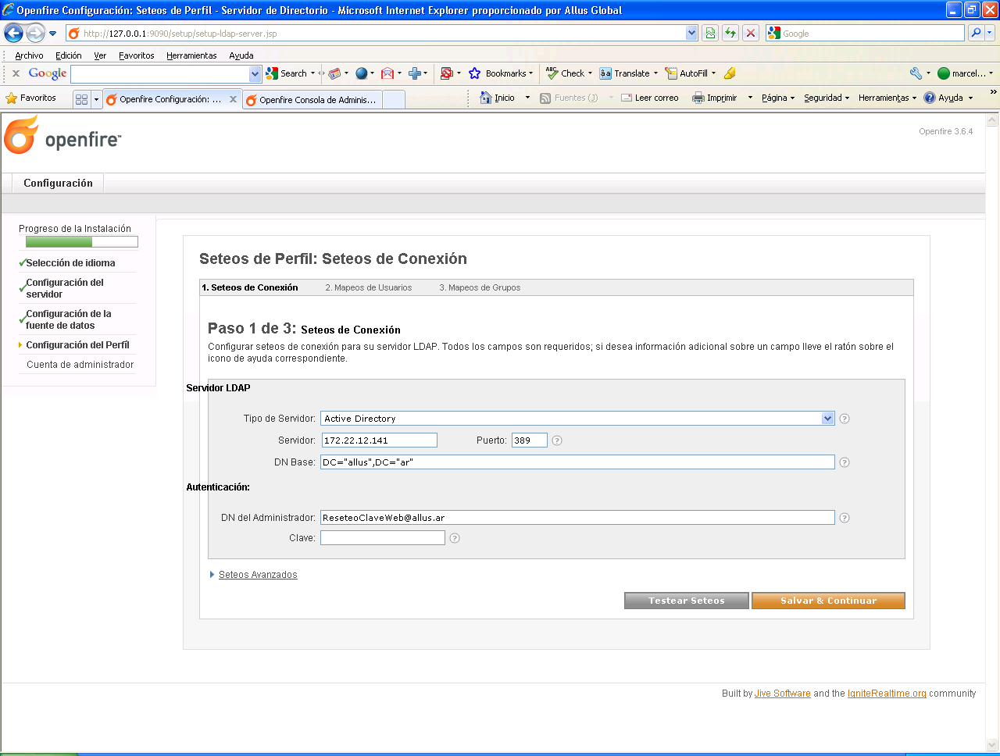 Openfire Configuración: Seteos de Perfil - Servidor de Directorio - Microsoft Internet Explorer proporcionado por Allus Global
http://127.0.0.1:9090/setup/setup-ldap-server.jsp
Google
Archivo Edición Ver Favoritos Herramientas Ayuda
Google Search Bookmarks Check Translate AutoFill marcel...
Favoritos Openfire Configuración: ... Openfire Consola de Adminis... Inicio Fuentes (J) Leer correo Imprimir Página Seguridad Herramientas Ayuda
openfire
Openfire 3.6.4
Configuración
Progreso de la Instalación
Selección de idioma
Configuración del
servidor
Configuración de la
fuente de datos
Configuración del Perfíl
Cuenta de administrador
Seteos de Perfil: Seteos de Conexión
1. Seteos de Conexión 2. Mapeos de Usuarios 3. Mapeos de Grupos
Paso 1 de 3: Seteos de Conexión
Configurar seteos de conexión para su servidor LDAP. Todos los campos son requeridos; si desea información adicional sobre un campo lleve el ratón sobre el
icono de ayuda correspondiente.
Servidor LDAP
Tipo de Servidor: Active Directory
Servidor: 172.22.12.141 Puerto: 389
DN Base: DC="allus",DC="ar"
Autenticación:
DN del Administrador: ReseteoClaveWeb@allus.ar
Clave:
Seteos Avanzados
Testear Seteos Salvar & Continuar
Built by Jive Software and the IgniteRealtime.org community